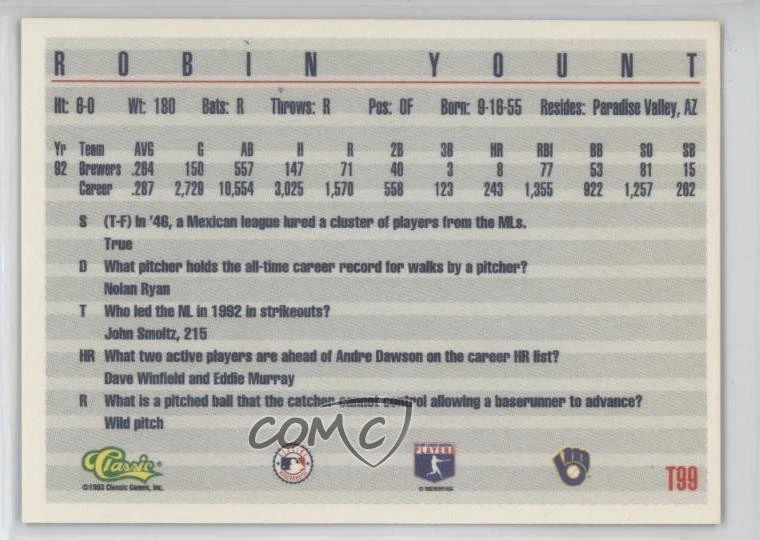 ROBIN YOUNT
Ht: 6-0 Wt: 180 Bats: R Throws: R Pos: OF Born: 9-16-55 Resides: Paradise Valley, AZ
Yr Team AVG G AB H R 2B 3B HR RBI BB SO SB
92 Brewers .264 150 557 147 71 40 3 8 77 53 81 15
Career .287 2,729 10,554 3,025 1,570 558 123 243 1,355 922 1,257 262
S (T-F) In '46, a Mexican league lured a cluster of players from the MLs.
True
D What pitcher holds the all-time career record for walks by a pitcher?
Nolan Ryan
T Who led the NL in 1992 in strikeouts?
John Smoltz, 215
HR What two active players are ahead of Andre Dawson on the career HR list?
Dave Winfield and Eddie Murray
R What is a pitched ball that the catcher cannot control allowing a baserunner to advance?
Wild pitch
COMC
Classic®
©1993 Classic Games, Inc.
PLAYERS
T99